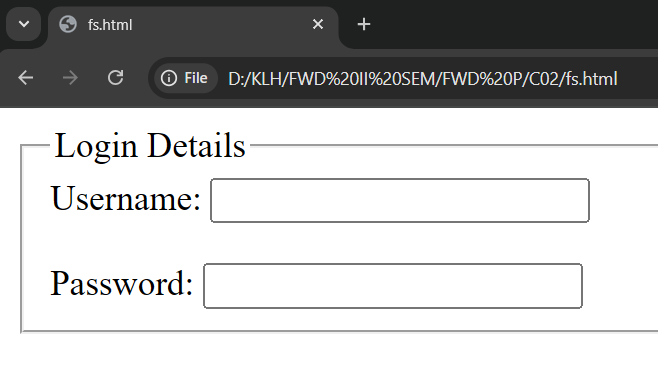 fs.html
File D:/KLH/FWD%20II%20SEM/FWD%20P/C02/fs.html
Login Details
Username:
Password: